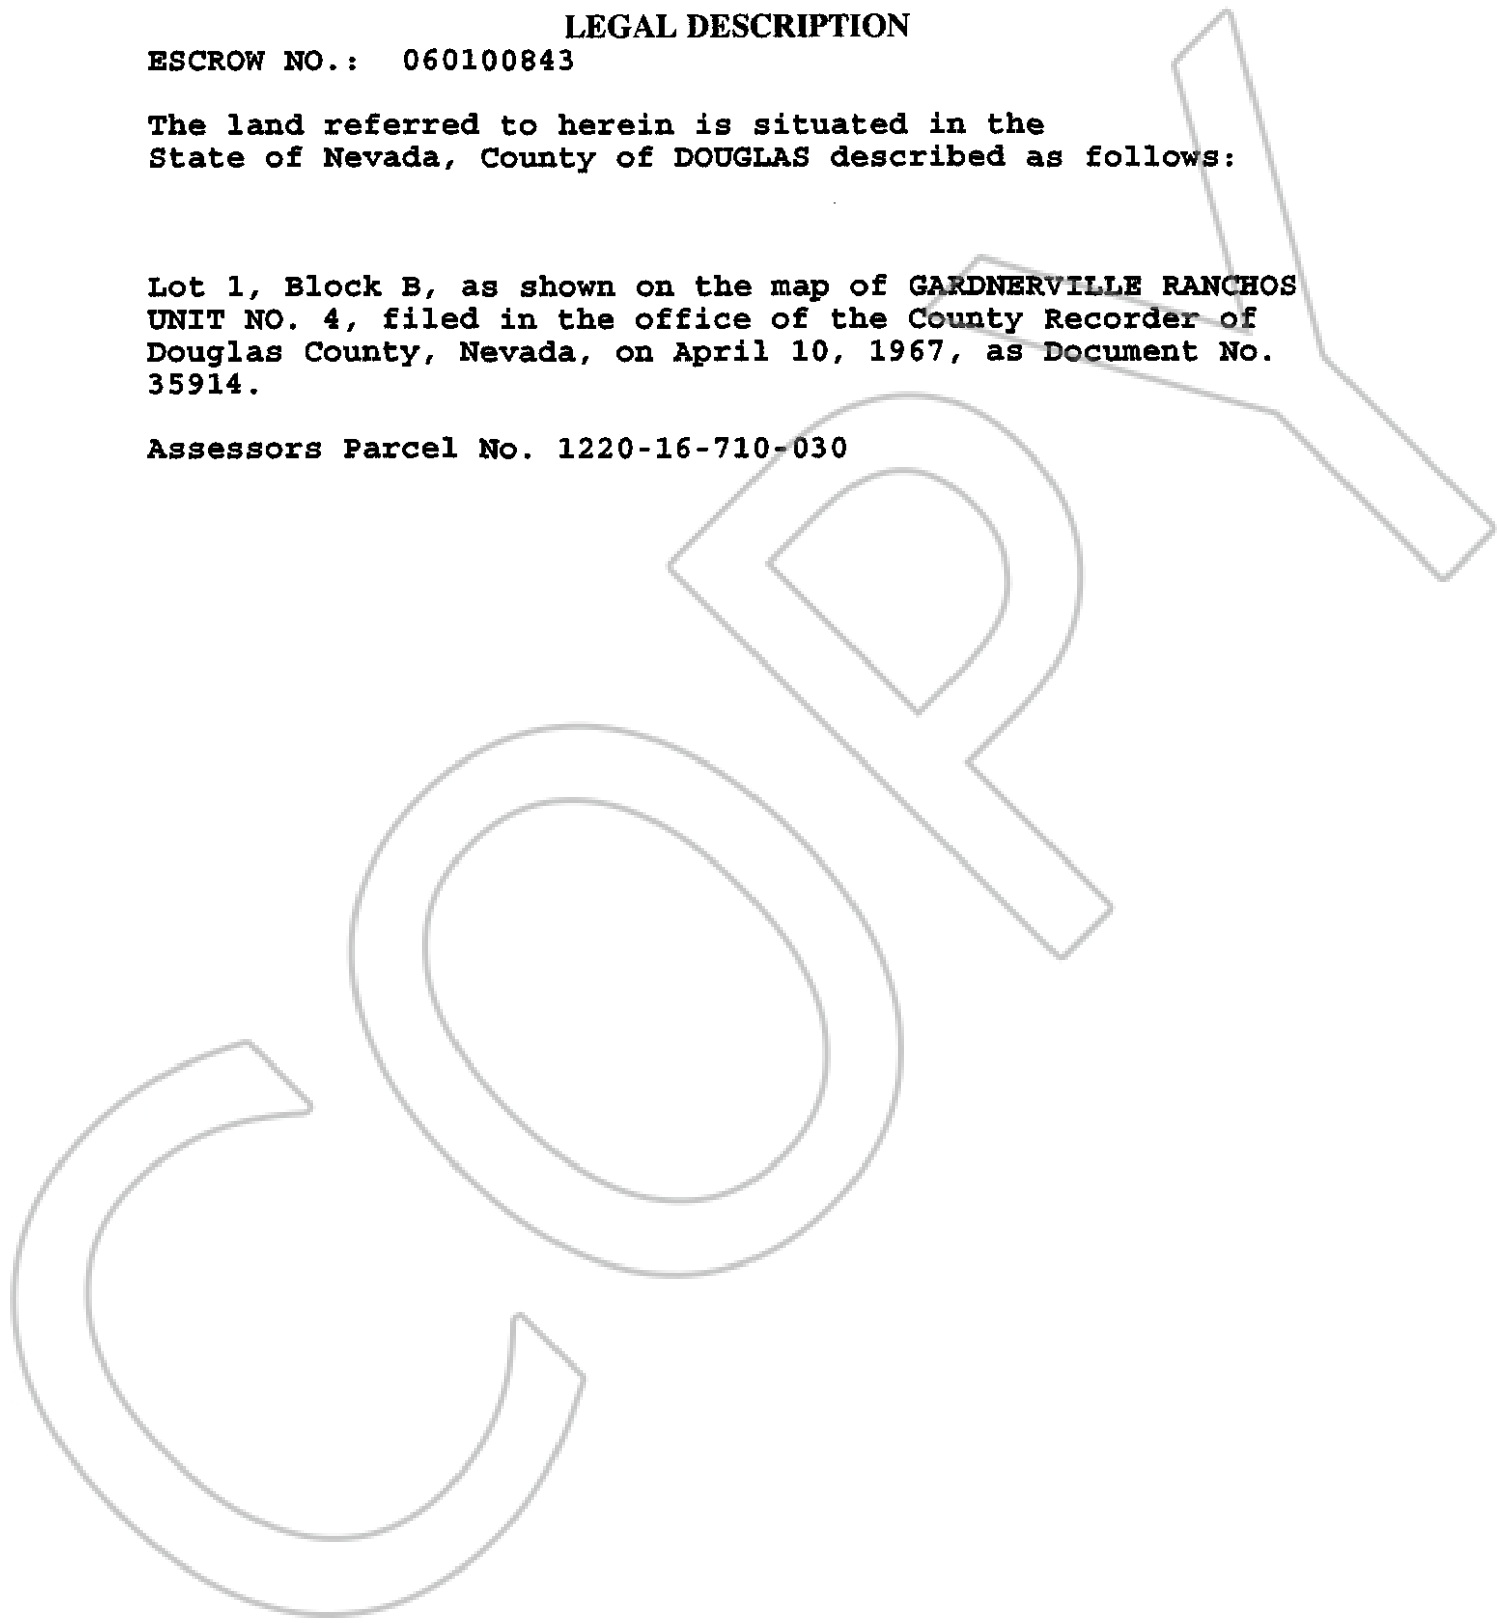 LEGAL DESCRIPTION
ESCROW NO.: 060100843
The land referred to herein is situated in the
State of Nevada, County of DOUGLAS described as follows:
Lot 1, Block B, as shown on the map of GARDNERVILLE RANCHOS
UNIT NO. 4, filed in the office of the County Recorder of
Douglas County, Nevada, on April 10, 1967, as Document No.
35914.
Assessors Parcel No. 1220-16-710-030
COPY